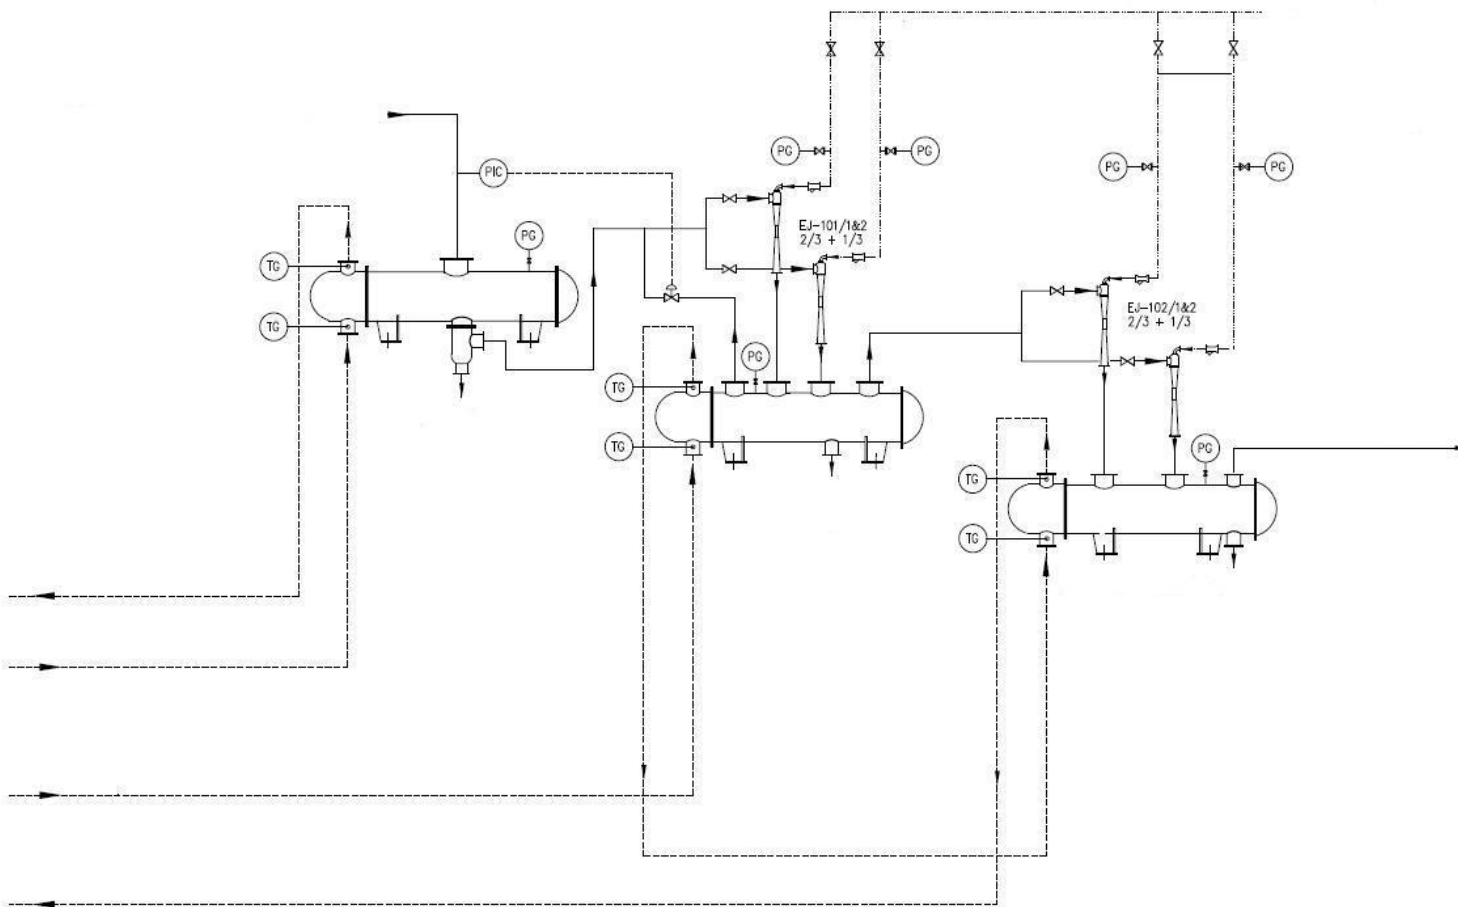 PG
PG
PG
PG
PIC
EJ-101/1&2
2/3 + 1/3
PG
TG
TG
EJ-102/1&2
2/3 + 1/3
PG
TG
TG
PG
TG
TG